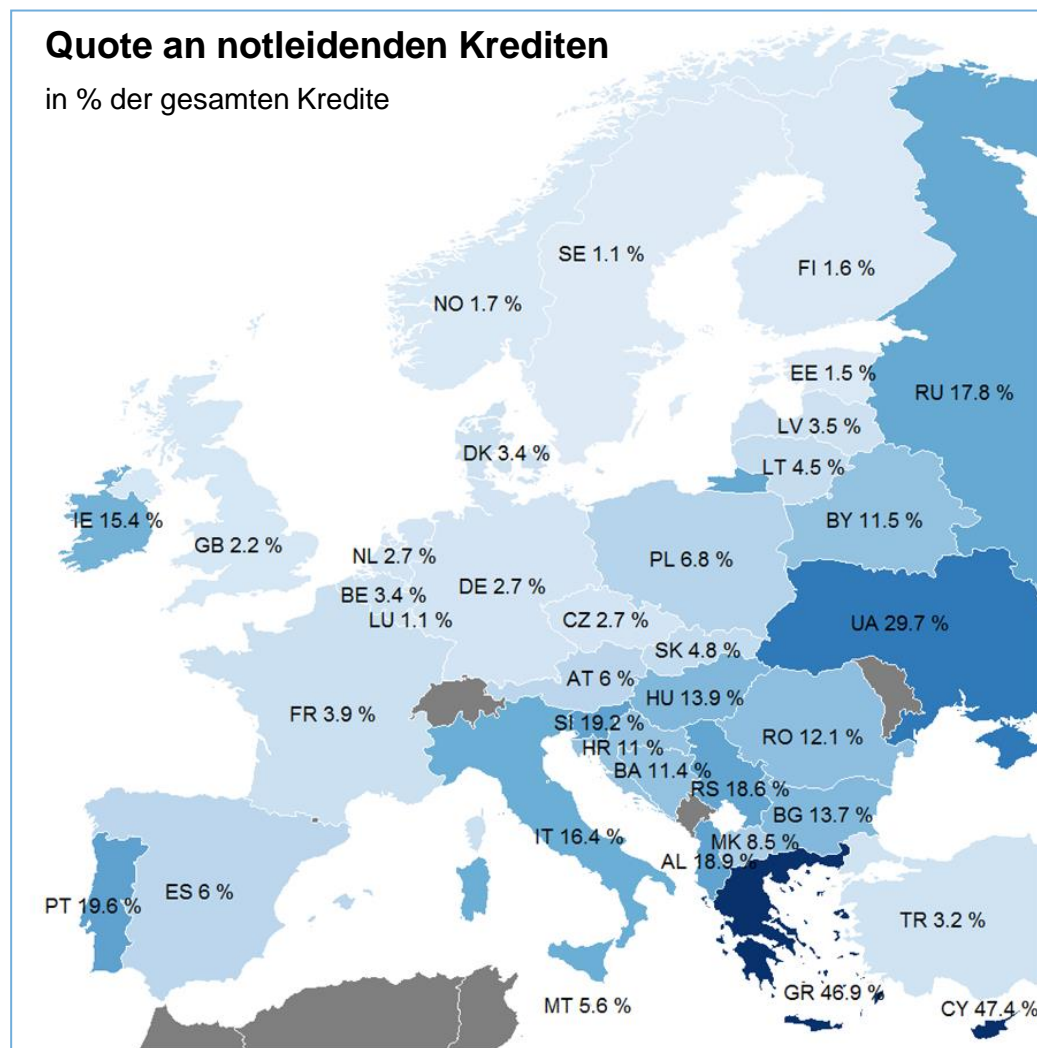 Quote an notleidenden Krediten
in % der gesamten Kredite
SE 1.1 %
FI 1.6 %
NO 1.7 %
EE 1.5 %
RU 17.8 %
LV 3.5 %
DK 3.4 %
LT 4.5 %
IE 15.4 %
BY 11.5 %
GB 2.2 %
NL 2.7 %
PL 6.8 %
DE 2.7 %
BE 3.4 %
LU 1.1 %
CZ 2.7 %
UA 29.7 %
SK 4.8 %
AT 6 %
HU 13.9 %
FR 3.9 %
SI 19.2 %
RO 12.1 %
HR 11 %
BA 11.4 %
RS 18.6 %
BG 13.7 %
IT 16.4 %
MK 8.5 %
AL 18.9 %
ES 6 %
PT 19.6 %
TR 3.2 %
MT 5.6 %
GR 46.9 %
CY 47.4 %